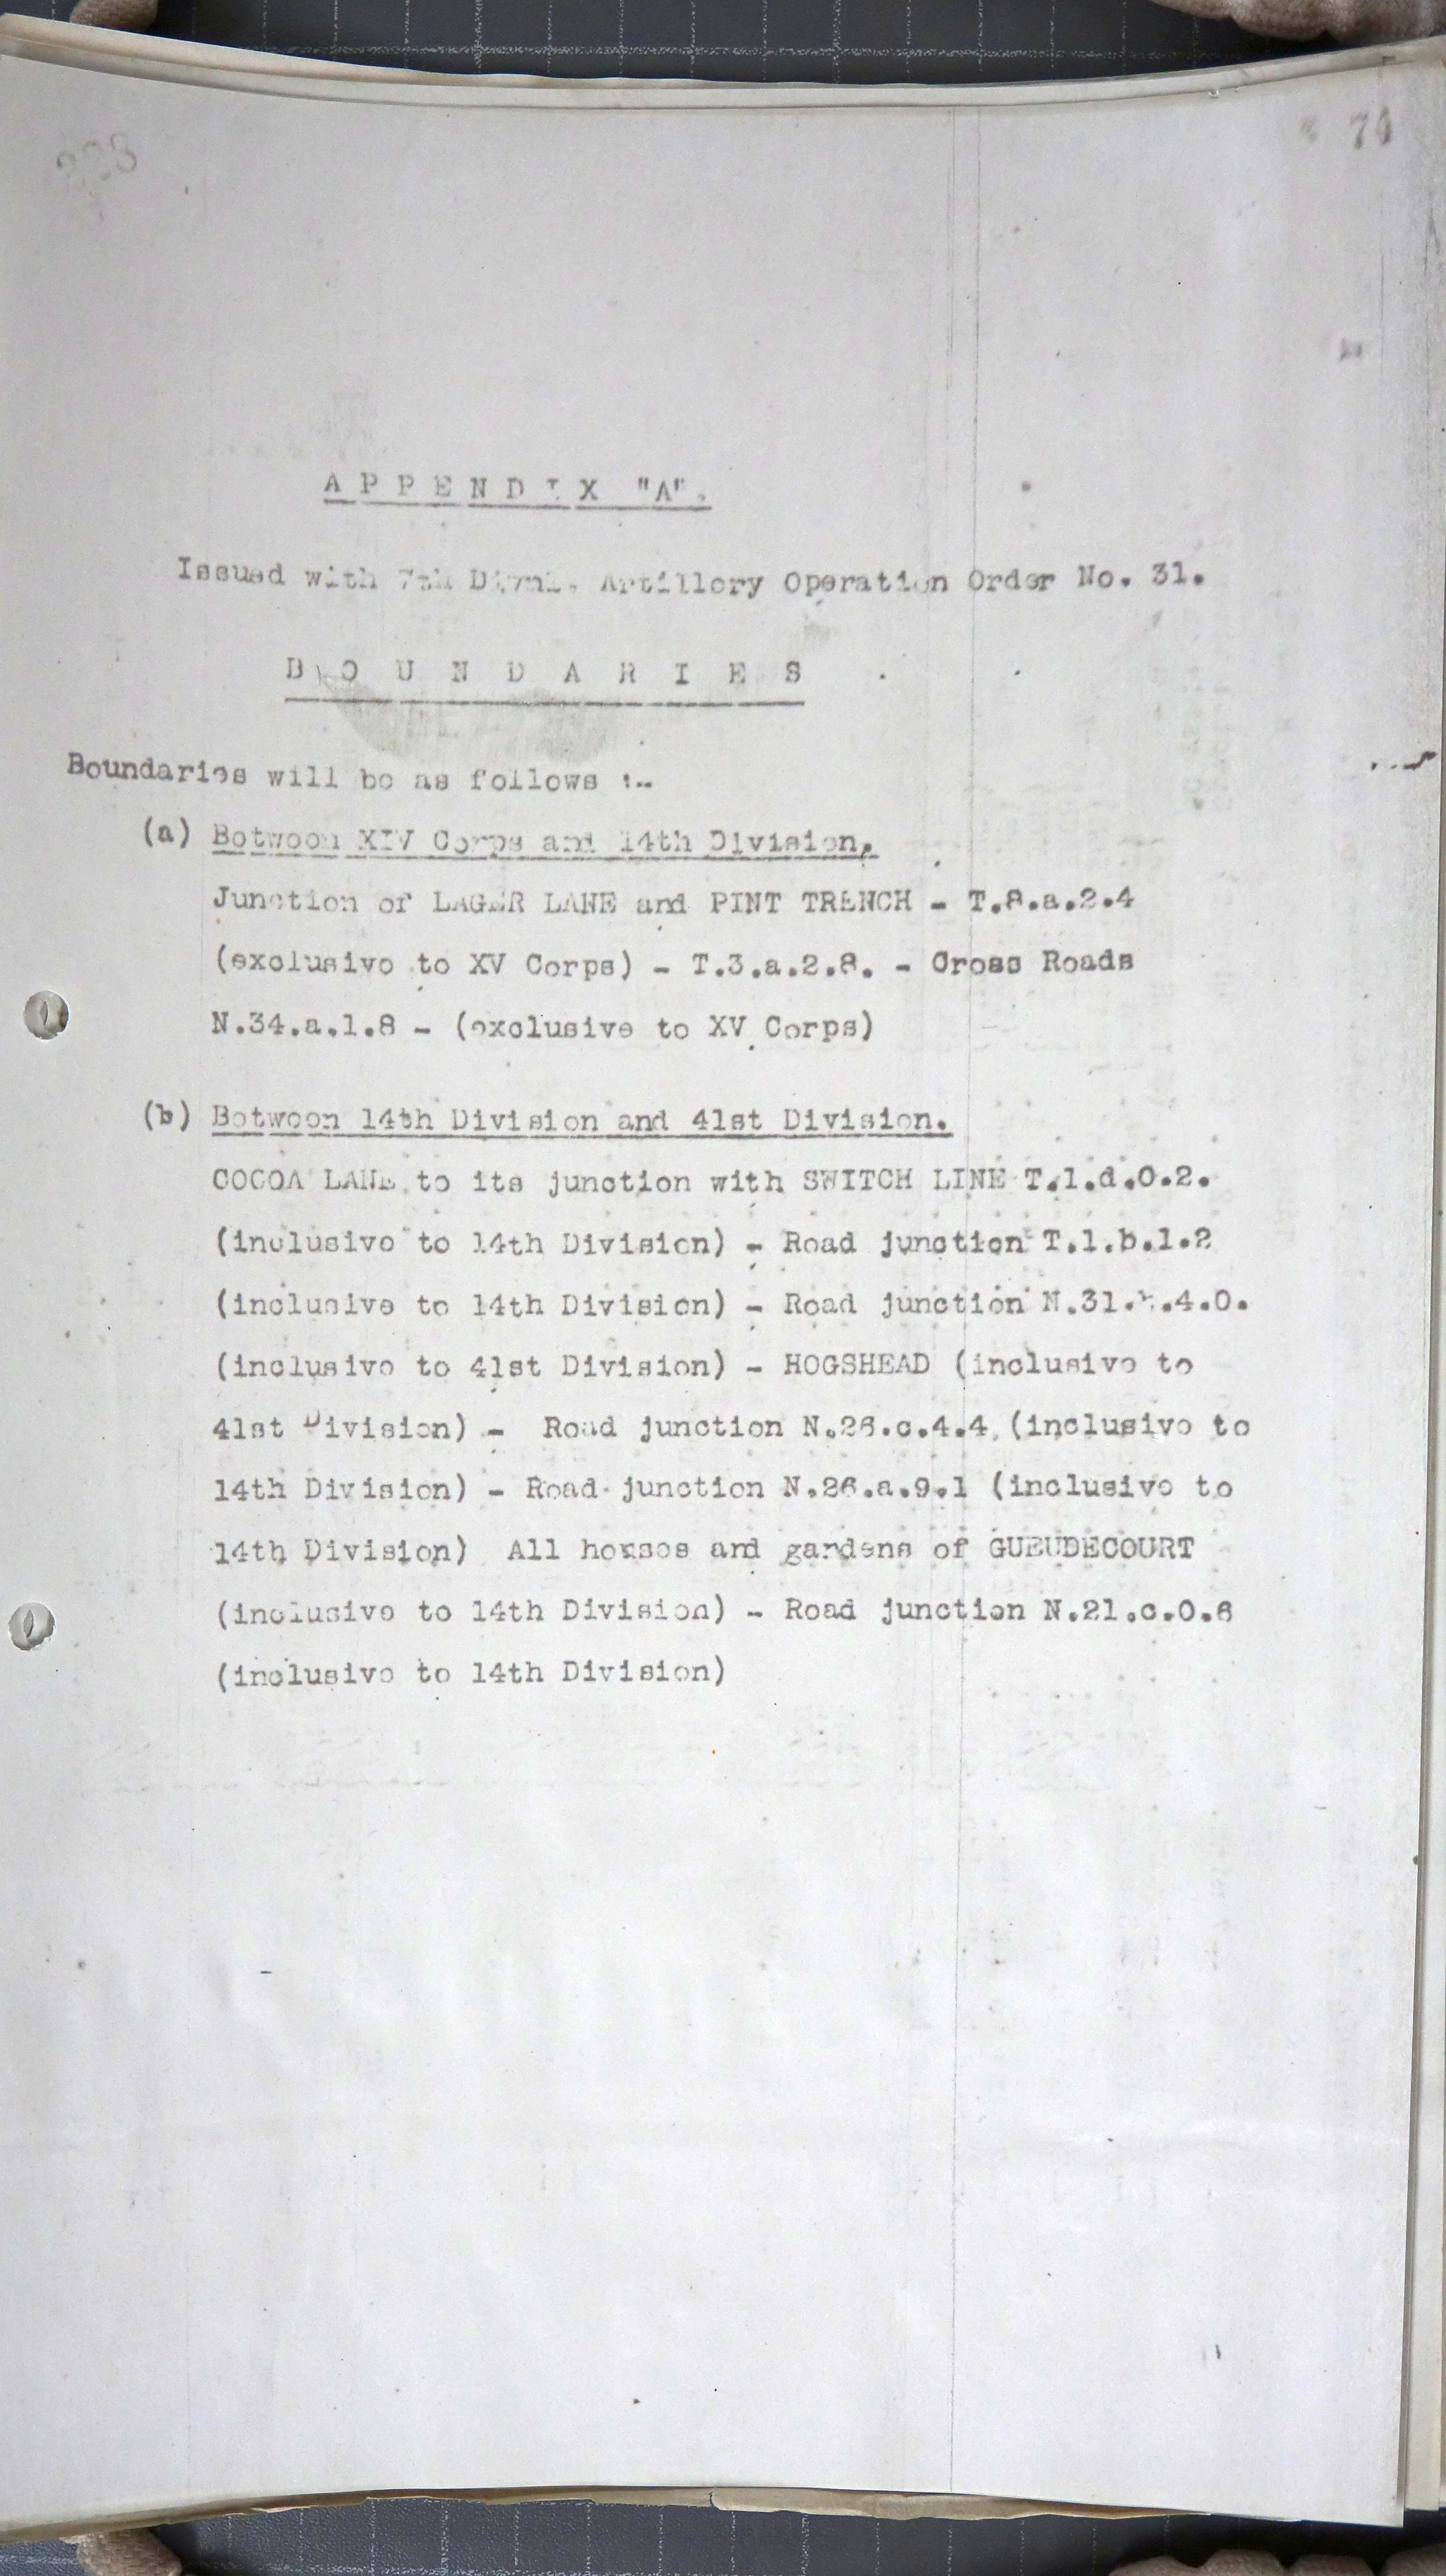 APPENDIX "A".
Issued with 7th Divnl. Artillery Operation Order No. 31.
BOUNDARIES
Boundaries will be as follows :-
(a) Between XIV Corps and 14th Division.
Junction of LAGER LANE and PINT TRENCH - T.8.a.2.4
(exclusive to XV Corps) - T.3.a.2.8. - Cross Roads
N.34.a.1.8 - (exclusive to XV Corps)
(b) Between 14th Division and 41st Division.
COCOA LANE to its junction with SWITCH LINE T.1.d.0.2.
(inclusive to 14th Division) - Road junction T.1.b.1.2
(inclusive to 14th Division) - Road junction
(inclusive to 41st Division) - HOGSHEAD (inclusive to
41st Division) - Road junction N.26.c.4.4 (inclusive to
14th Division) - Road junction N.26.a.9.1 (inclusive to
14th Division) All houses and gardens of GUEUDECOURT
(inclusive to 14th Division) - Road junction N.21.c.0.6
(inclusive to 14th Division)